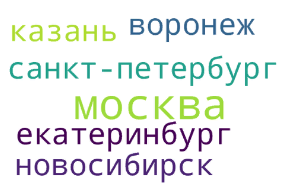 казань воронеж
санкт-петербург
москва
екатеринбург
новосибирск